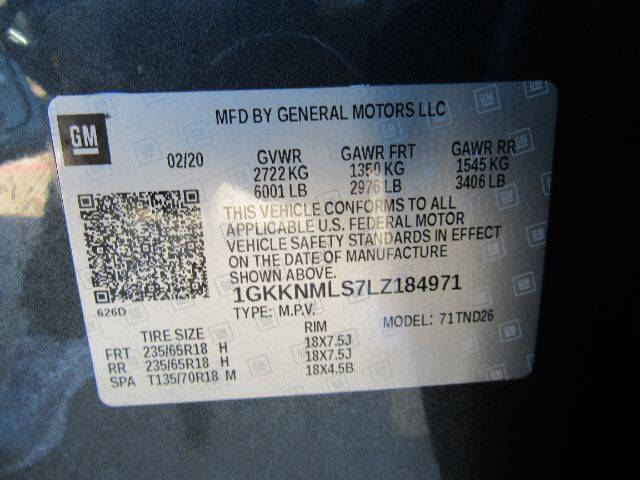 MFD BY GENERAL MOTORS LLC
GM
02/20 GVWR GAWR FRT GAWR RR
2722 KG 1350 KG 1545 KG
6001 LB 2976 LB 3406 LB
THIS VEHICLE CONFORMS TO ALL
APPLICABLE U.S. FEDERAL MOTOR
VEHICLE SAFETY STANDARDS IN EFFECT
ON THE DATE OF MANUFACTURE
SHOWN ABOVE.
1GKKNMLS7LZ184971
626D
TYPE: M.P.V. MODEL: 71TND26
TIRE SIZE RIM
FRT 235/65R18 H 18X7.5J
RR 235/65R18 H 18X7.5J
SPA T135/70R18 M 18X4.5B